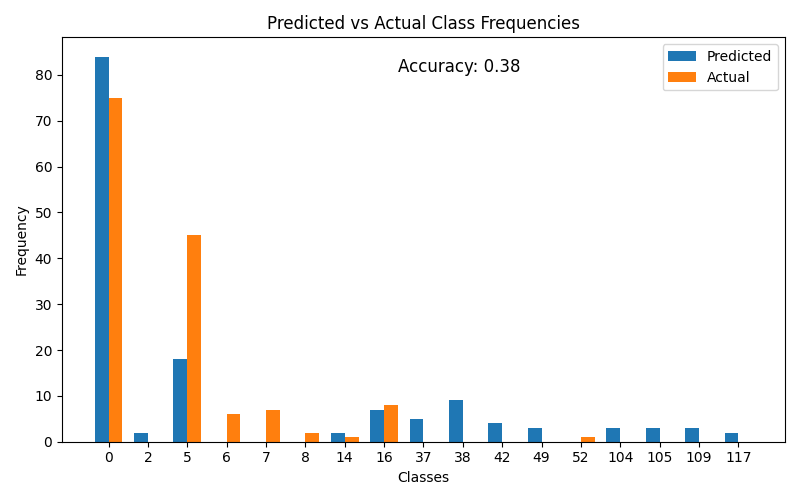 Predicted vs Actual Class Frequencies
Accuracy: 0.38
Predicted
Actual
Frequency
80
70
60
50
40
30
20
10
0
0 2 5 6 7 8 14 16 37 38 42 49 52 104 105 109 117
Classes